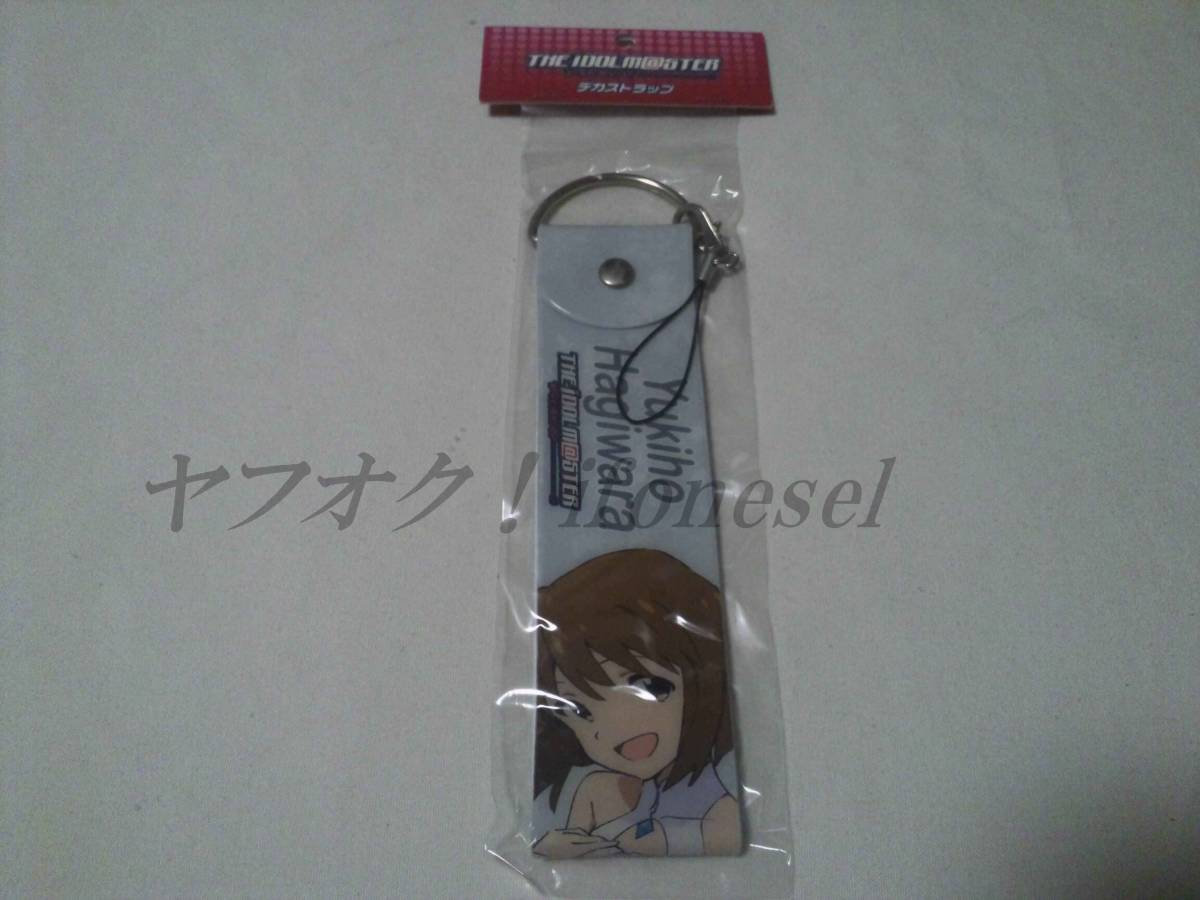 THE IDOLM@STER
デカストラップ
Yukiho
Hagiwara
THE IDOLM@STER
ヤフオク!ironesel